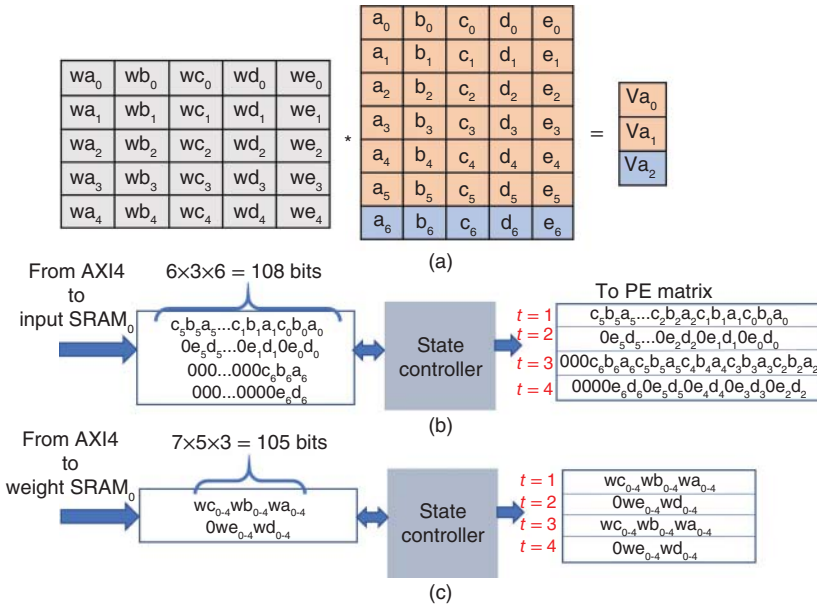 a₀ b₀ c₀ d₀ e₀
a₁ b₁ c₁ d₁ e₁
a₂ b₂ c₂ d₂ e₂
a₃ b₃ c₃ d₃ e₃
a₄ b₄ c₄ d₄ e₄
a₅ b₅ c₅ d₅ e₅
a₆ b₆ c₆ d₆ e₆
wa₀ wb₀ wc₀ wd₀ we₀
wa₁ wb₁ wc₁ wd₁ we₁
wa₂ wb₂ wc₂ wd₂ we₂
wa₃ wb₃ wc₃ wd₃ we₃
wa₄ wb₄ wc₄ wd₄ we₄
*
=
Va₀
Va₁
Va₂
(a)
From AXI4
to
input SRAM₀
6×3×6 = 108 bits
c₅b₅a₅...c₁b₁a₁c₀b₀a₀
0e₅d₅...0e₁d₁0e₀d₀
000...000c₆b₆a₆
000...0000e₆d₆
State
controller
To PE matrix
t = 1
c₅b₅a₅...c₂b₂a₂c₁b₁a₁c₀b₀a₀
t = 2
0e₅d₅...0e₂d₂0e₁d₁0e₀d₀
t = 3
000c₆b₆a₆c₅b₅a₅c₄b₄a₄c₃b₃a₃c₂b₂a₂
t = 4
0000e₆d₆0e₅d₅0e₄d₄0e₃d₃0e₂d₂
(b)
From AXI4
to
weight SRAM₀
7×5×3 = 105 bits
wc₀₋₄wb₀₋₄wa₀₋₄
0we₀₋₄wd₀₋₄
State
controller
t = 1
wc₀₋₄wb₀₋₄wa₀₋₄
t = 2
0we₀₋₄wd₀₋₄
t = 3
wc₀₋₄wb₀₋₄wa₀₋₄
t = 4
0we₀₋₄wd₀₋₄
(c)